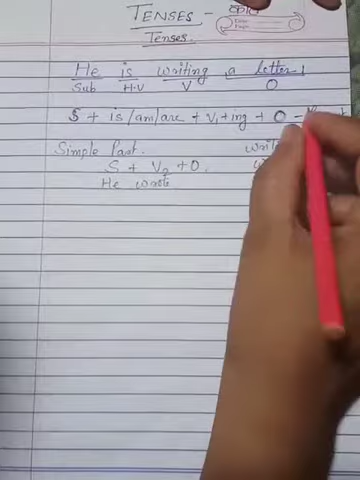 TENSES -
Tenses.
He is writing a letter.
Sub H.V V O
S + is/am/are + V1+ing + O -
Simple Past.
S + V2 + O.
He wrote